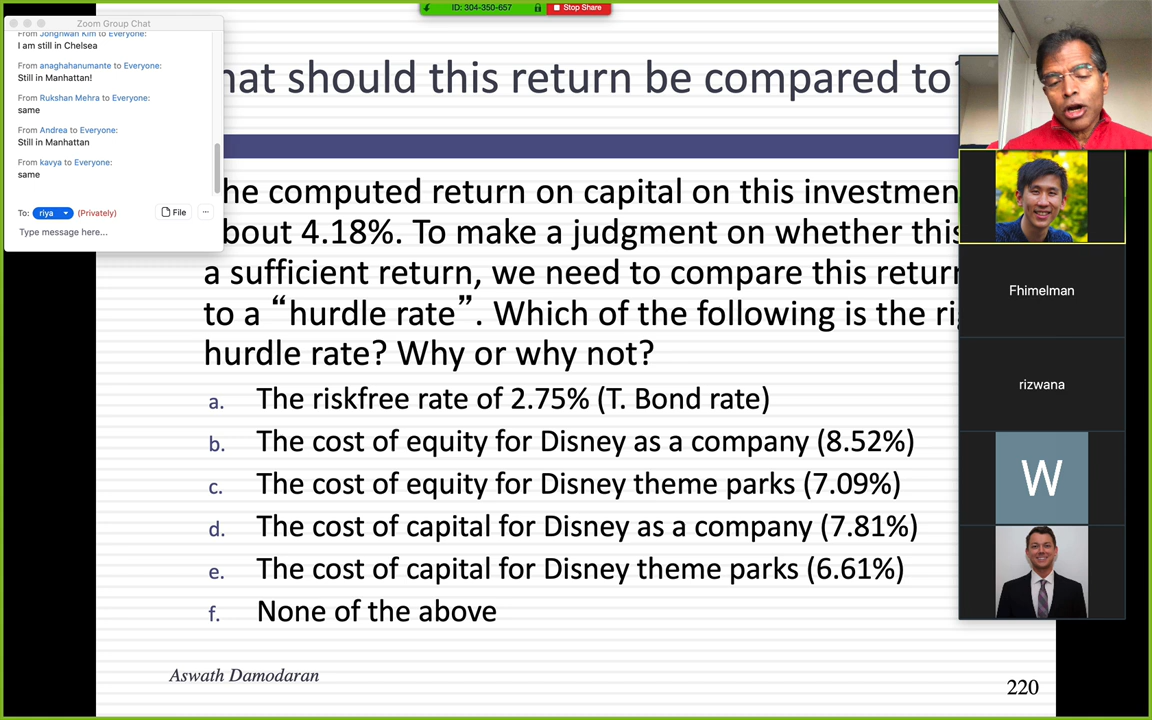 ID: 304-350-657
Stop Share
Zoom Group Chat
From Jonghwan Kim to Everyone:
I am still in Chelsea
From anaghahanumante to Everyone:
Still in Manhattan!
From Rukshan Mehra to Everyone:
same
From Andrea to Everyone:
Still in Manhattan
From kavya to Everyone:
same
To: riya (Privately)
File
...
Type message here...
hat should this return be compared to?
he computed return on capital on this investmen
bout 4.18%. To make a judgment on whether this
a sufficient return, we need to compare this return
to a “hurdle rate”. Which of the following is the ri
hurdle rate? Why or why not?
a. The riskfree rate of 2.75% (T. Bond rate)
b. The cost of equity for Disney as a company (8.52%)
c. The cost of equity for Disney theme parks (7.09%)
d. The cost of capital for Disney as a company (7.81%)
e. The cost of capital for Disney theme parks (6.61%)
f. None of the above
Aswath Damodaran
220
Fhimelman
rizwana
W